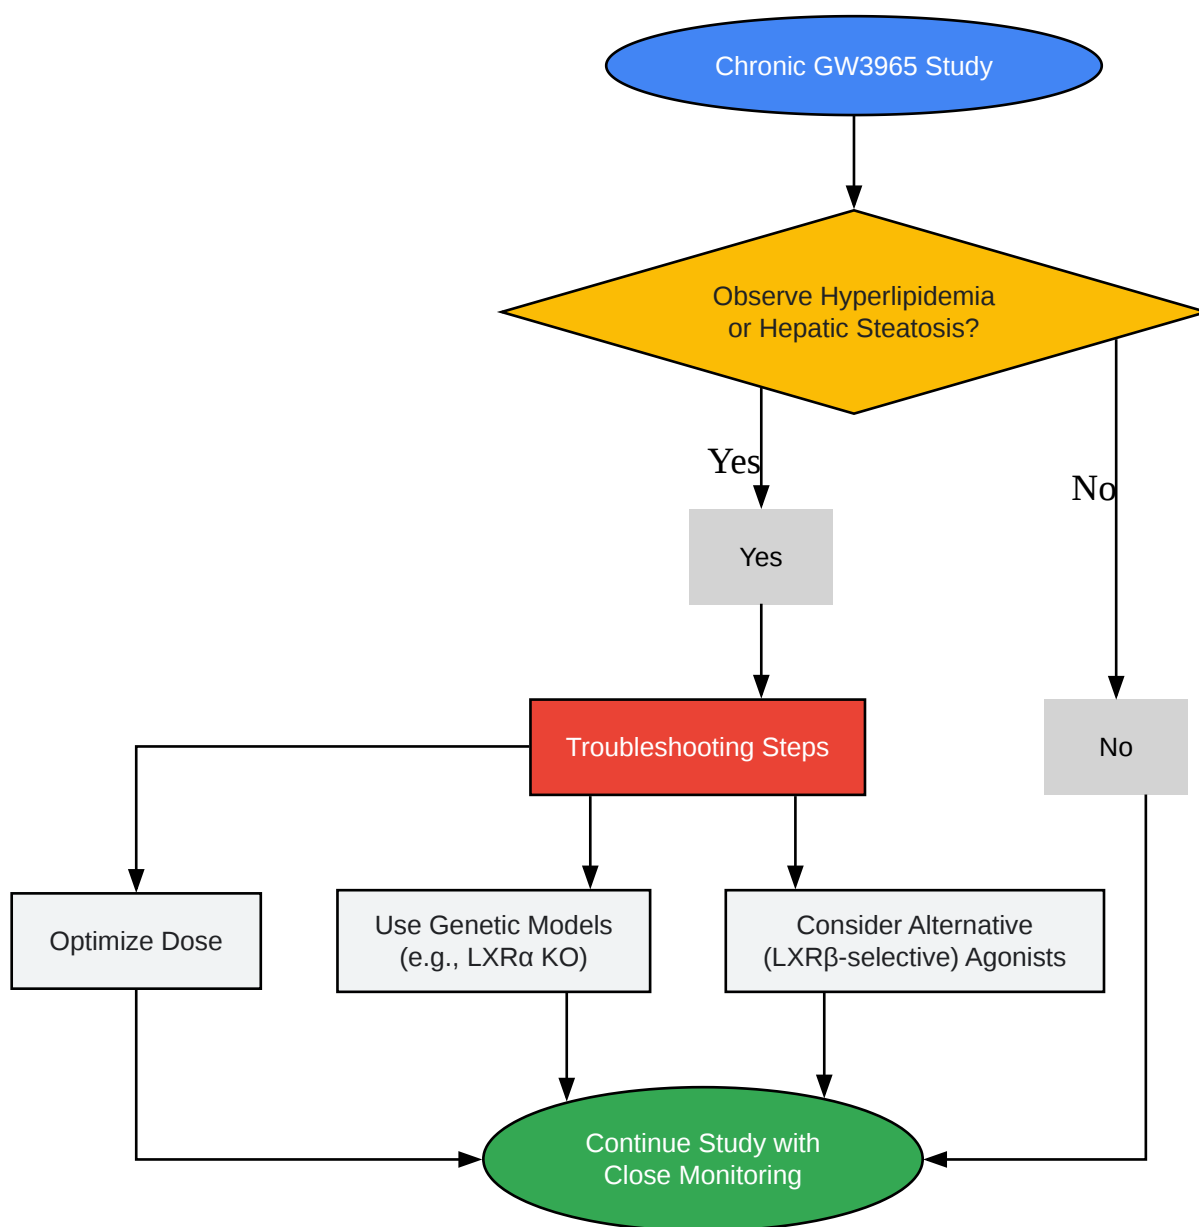 Chronic GW3965 Study
Observe Hyperlipidemia
or Hepatic Steatosis?
Yes
No
Yes
Troubleshooting Steps
No
Optimize Dose
Use Genetic Models
(e.g., LXRα KO)
Consider Alternative
(LXRβ-selective) Agonists
Continue Study with
Close Monitoring